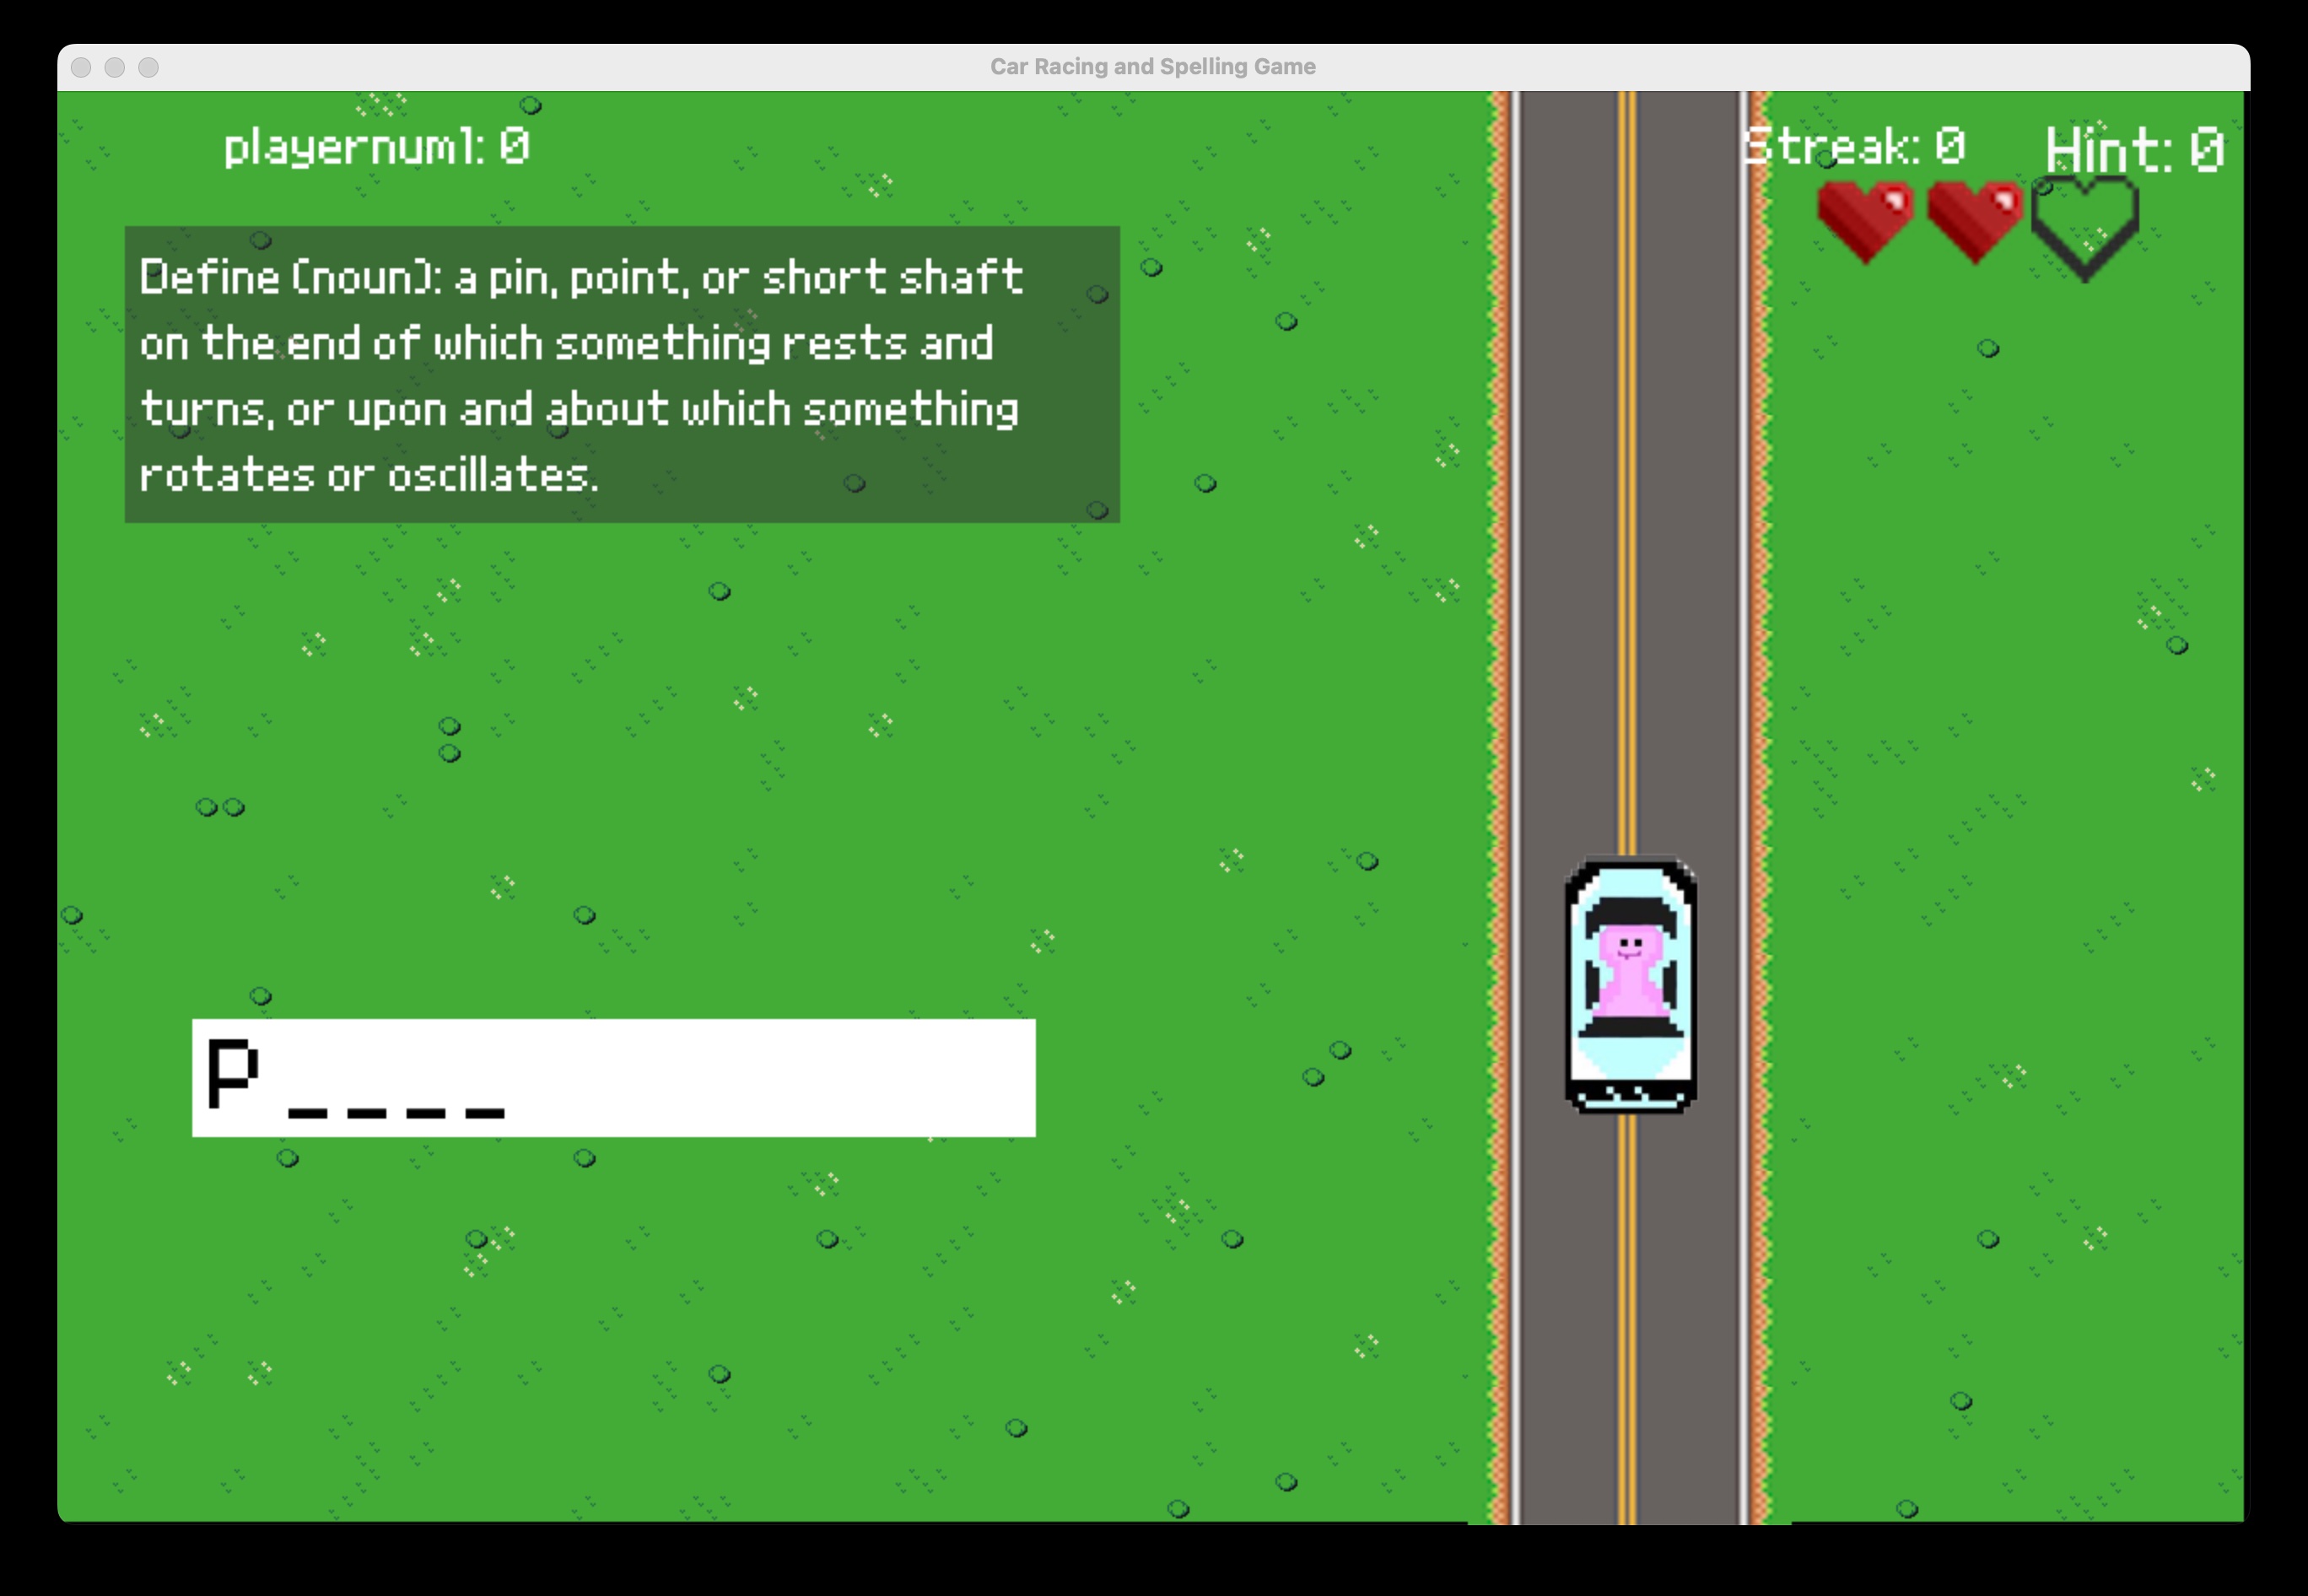 Car Racing and Spelling Game
playernum1: 0
Streak: 0
Hint: 0
Define (noun): a pin, point, or short shaft
on the end of which something rests and
turns, or upon and about which something
rotates or oscillates.
P _ _ _ _